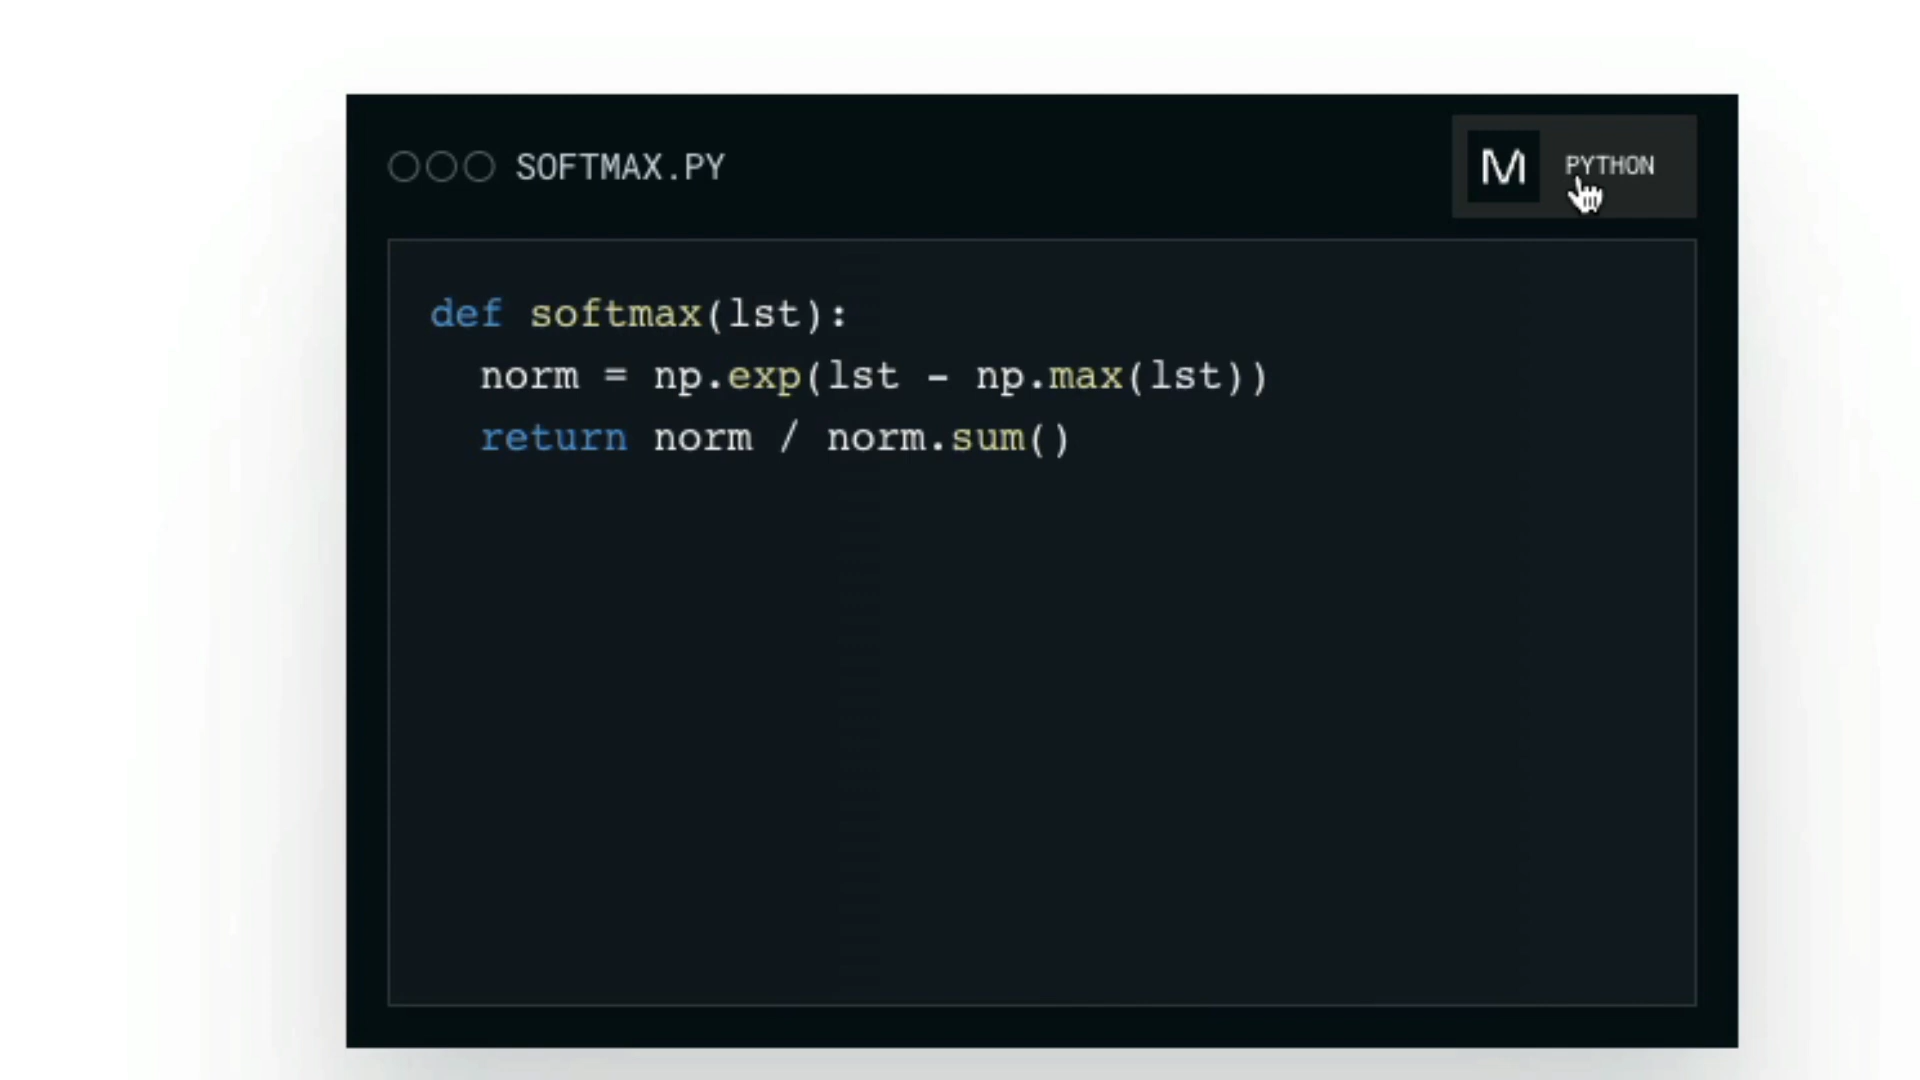 SOFTMAX.PY
M PYTHON
def softmax(lst):
  norm = np.exp(lst - np.max(lst))
  return norm / norm.sum()